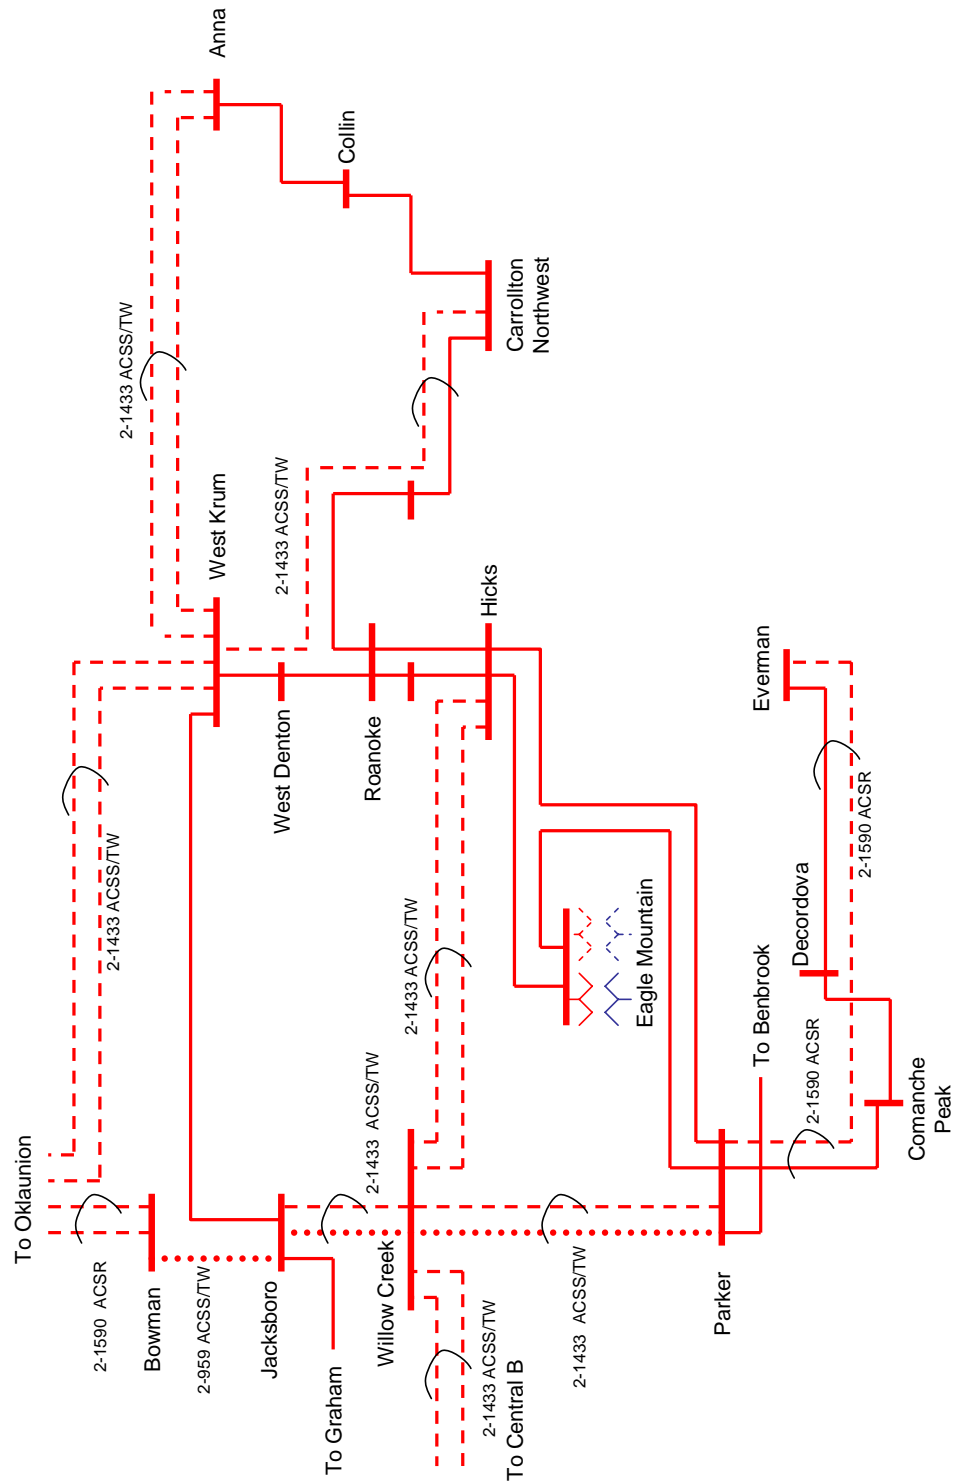 To Oklaunion
2-1590  ACSR
Bowman
2-959 ACSS/TW
Jacksboro
To Graham
2-1433  ACSS/TW
Willow Creek
2-1433 ACSS/TW
To Central B
2-1433  ACSS/TW
Parker
2-1433 ACSS/TW
2-1433 ACSS/TW
West Krum
2-1433 ACSS/TW
Anna
Collin
Carrollton
Northwest
2-1433 ACSS/TW
West Denton
Roanoke
Hicks
Eagle Mountain
To Benbrook
2-1590 ACSR
Decordova
Comanche
Peak
2-1590 ACSR
Everman